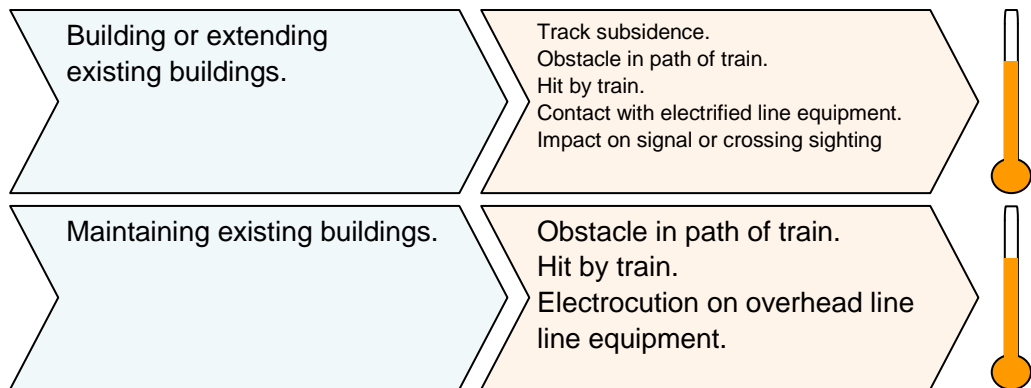 Building or extending
existing buildings.
Track subsidence.
Obstacle in path of train.
Hit by train.
Contact with electrified line equipment.
Impact on signal or crossing sighting
Maintaining existing buildings.
Obstacle in path of train.
Hit by train.
Electrocution on overhead line
line equipment.